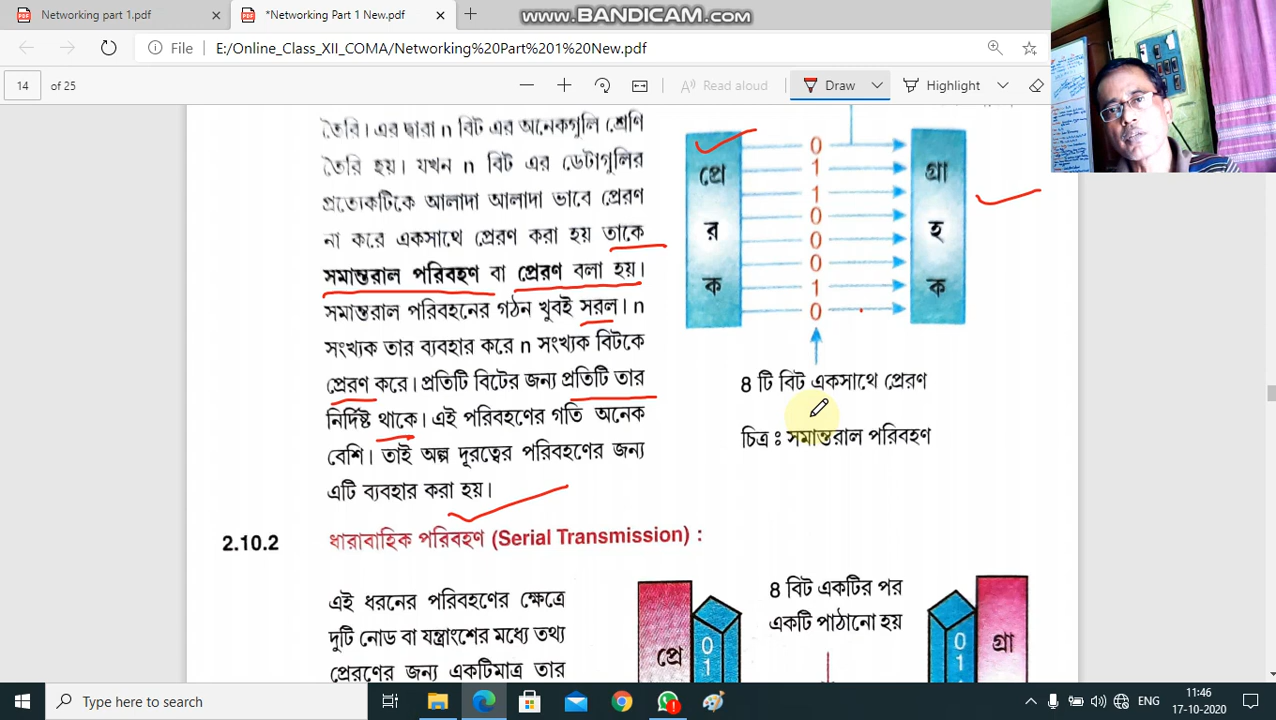 www.BANDICAM.com
Networking part 1.pdf
*Networking Part 1 New.pdf
File
E:/Online_Class_XII_COMA/Networking%20Part%201%20New.pdf
14 of 25
Read aloud
Draw
Highlight
তৈরি। এর দ্বারা n বিট এর অনেকগুলি শ্রেণি
তৈরি হয়। যখন n বিট এর ডেটাগুলির
প্রত্যেকটিকে আলাদা আলাদা ভাবে প্রেরণ
না করে একসাথে প্রেরণ করা হয় তাকে
সমান্তরাল পরিবহণ বা প্রেরণ বলা হয়।
সমান্তরাল পরিবহনের গঠন খুবই সরল। n
সংখ্যক তার ব্যবহার করে n সংখ্যক বিটকে
প্রেরণ করে। প্রতিটি বিটের জন্য প্রতিটি তার
নির্দিষ্ট থাকে। এই পরিবহণের গতি অনেক
বেশি। তাই অল্প দূরত্বের পরিবহণের জন্য
এটি ব্যবহার করা হয়।
প্রে
র
ক
0
1
1
0
0
0
1
0
গ্রা
হ
ক
8 টি বিট একসাথে প্রেরণ
চিত্র ঃ সমান্তরাল পরিবহণ
2.10.2 ধারাবাহিক পরিবহণ (Serial Transmission) :
এই ধরনের পরিবহণের ক্ষেত্রে
দুটি নোড বা যন্ত্রাংশের মধ্যে তথ্য
প্রেরণের জন্য একটিমাত্র তার
8 বিট একটির পর
একটি পাঠানো হয়
প্রে
0
1
0
1
গ্রা
Type here to search
ENG
11:46
17-10-2020